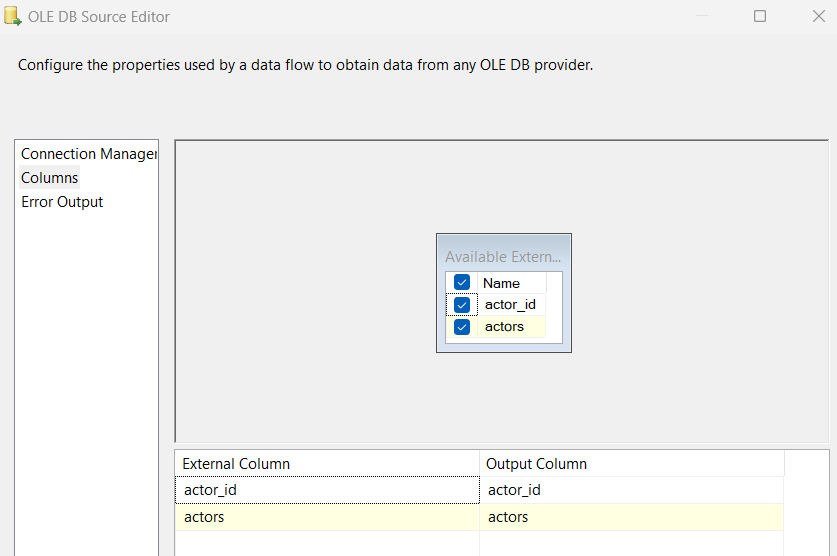 OLE DB Source Editor
Configure the properties used by a data flow to obtain data from any OLE DB provider.
Connection Manager
Columns
Error Output
Available Extern...
Name
actor_id
actors
External Column Output Column
actor_id actor_id
actors actors